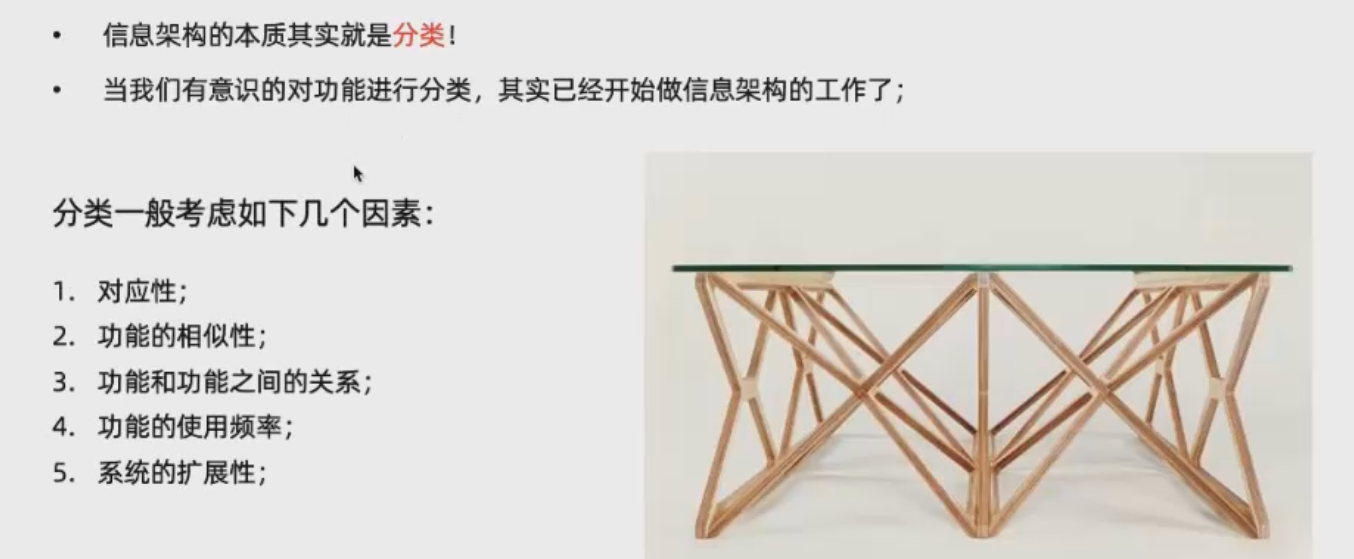 • 信息架构的本质其实就是分类！
• 当我们有意识的对功能进行分类，其实已经开始做信息架构的工作了；
分类一般考虑如下几个因素：
1. 对应性；
2. 功能的相似性；
3. 功能和功能之间的关系；
4. 功能的使用频率；
5. 系统的扩展性；